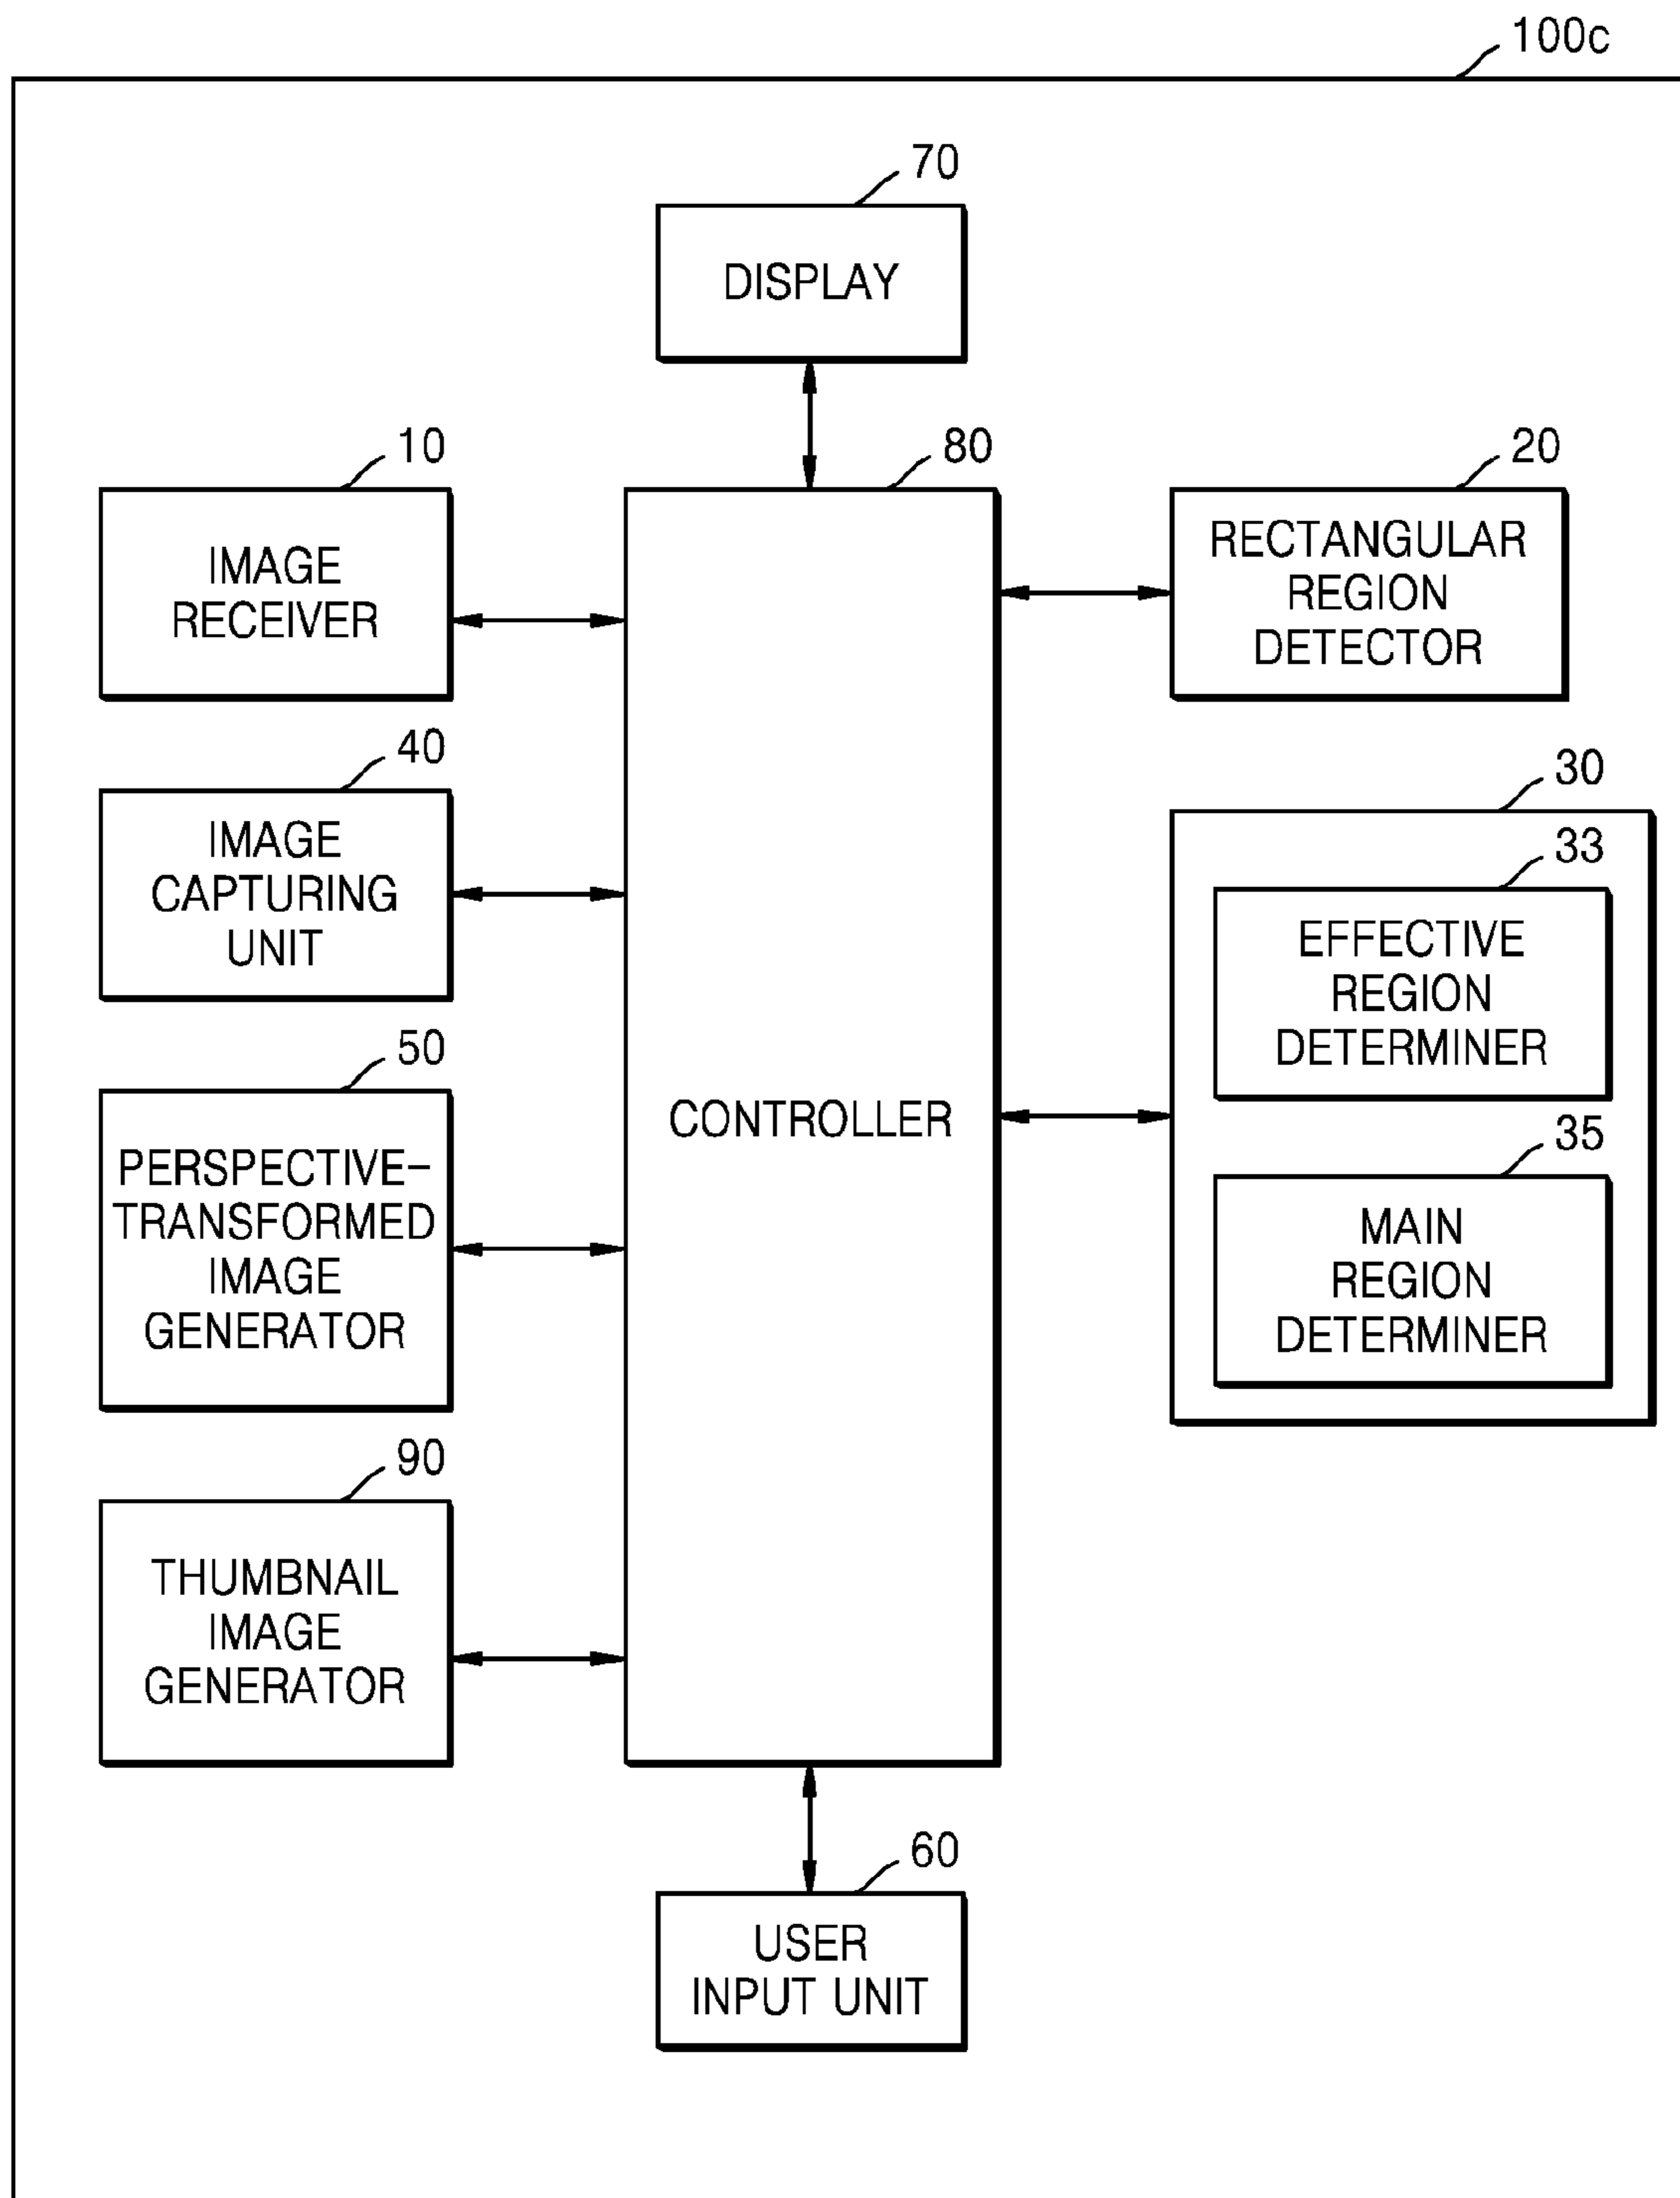 100c
70
DISPLAY
10
80
20
IMAGE
RECEIVER
RECTANGULAR
REGION
DETECTOR
40
IMAGE
CAPTURING
UNIT
30
33
EFFECTIVE
REGION
DETERMINER
50
PERSPECTIVE-
TRANSFORMED
IMAGE
GENERATOR
CONTROLLER
35
MAIN
REGION
DETERMINER
90
THUMBNAIL
IMAGE
GENERATOR
60
USER
INPUT UNIT